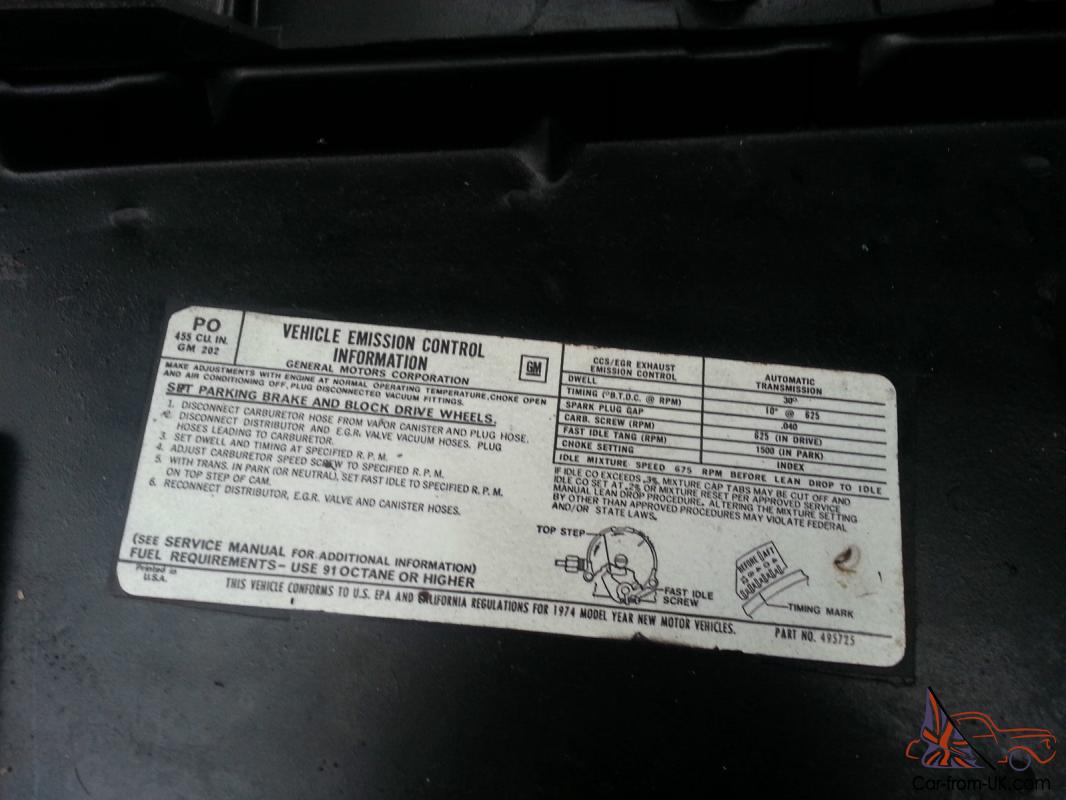 PO
455 CU. IN.
GM 202
VEHICLE EMISSION CONTROL
INFORMATION
GENERAL MOTORS CORPORATION
GM
MAKE ADJUSTMENTS WITH ENGINE AT NORMAL OPERATING TEMPERATURE, CHOKE OPEN
AND AIR CONDITIONING OFF, PLUG DISCONNECTED VACUUM FITTINGS.
SET PARKING BRAKE AND BLOCK DRIVE WHEELS.
1. DISCONNECT CARBURETOR HOSE FROM VAPOR CANISTER AND PLUG HOSE.
2. DISCONNECT DISTRIBUTOR AND E.G.R. VALVE VACUUM HOSES. PLUG
HOSES LEADING TO CARBURETOR.
3. SET DWELL AND TIMING AT SPECIFIED R. P. M.
4. ADJUST CARBURETOR SPEED SCREW TO SPECIFIED R. P. M.
5. WITH TRANS. IN PARK (OR NEUTRAL), SET FAST IDLE TO SPECIFIED R. P. M.
ON TOP STEP OF CAM.
6. RECONNECT DISTRIBUTOR, E.G.R. VALVE AND CANISTER HOSES.
(SEE SERVICE MANUAL FOR ADDITIONAL INFORMATION)
FUEL REQUIREMENTS - USE 91 OCTANE OR HIGHER
CCS/EGR EXHAUST
EMISSION CONTROL
AUTOMATIC
TRANSMISSION
DWELL 30°
TIMING (°B.T.D.C. @ RPM) 10° @ 625
SPARK PLUG GAP .040
CARB. SCREW (RPM) 625 (IN DRIVE)
FAST IDLE TANG (RPM) 1500 (IN PARK)
CHOKE SETTING INDEX
IDLE MIXTURE SPEED 675 RPM BEFORE LEAN DROP TO IDLE
IF IDLE CO EXCEEDS .3% MIXTURE CAP TABS MAY BE CUT OFF AND
IDLE CO SET AT .2% OR MIXTURE RESET PER APPROVED SERVICE
MANUAL LEAN DROP PROCEDURE. ALTERING THE MIXTURE SETTING
BY OTHER THAN APPROVED PROCEDURES MAY VIOLATE FEDERAL
AND/OR STATE LAWS.
TOP STEP
FAST IDLE
SCREW
BEFORE AFT
TIMING MARK
Printed in
U.S.A.
THIS VEHICLE CONFORMS TO U.S. EPA AND CALIFORNIA REGULATIONS FOR 1974 MODEL YEAR NEW MOTOR VEHICLES.
PART NO. 495725
Car-from-UK.com